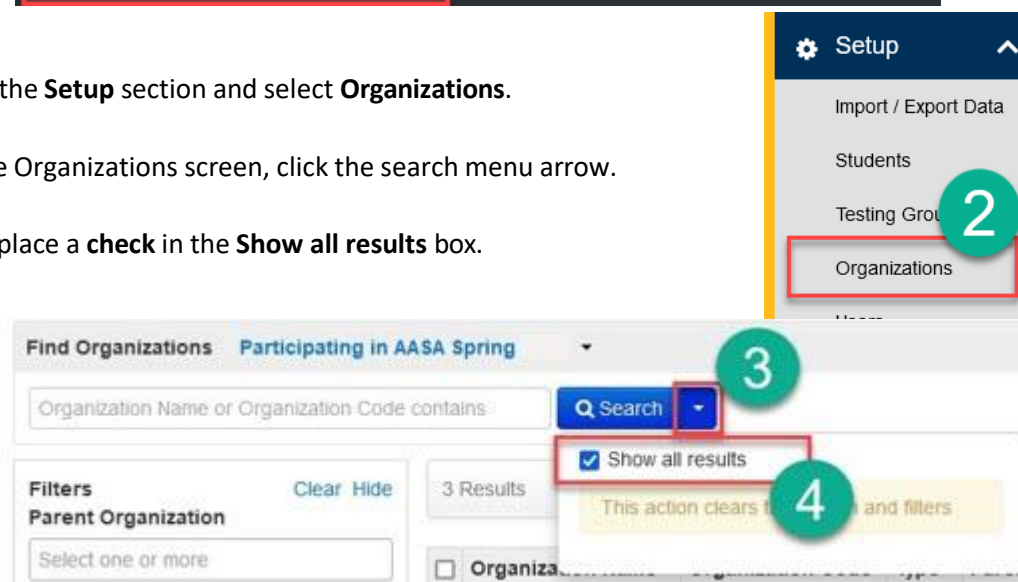 Setup
the Setup section and select Organizations.
Import / Export Data
Organizations screen, click the search menu arrow.
Students
Testing
2
place a check in the Show all results box.
Organizations
Find Organizations Participating in AASA Spring
3
Organization Name or Organization Code contains
Search
Show all results
Filters Clear Hide
3 Results
This action clears
4
and filters
Parent Organization
Select one or more